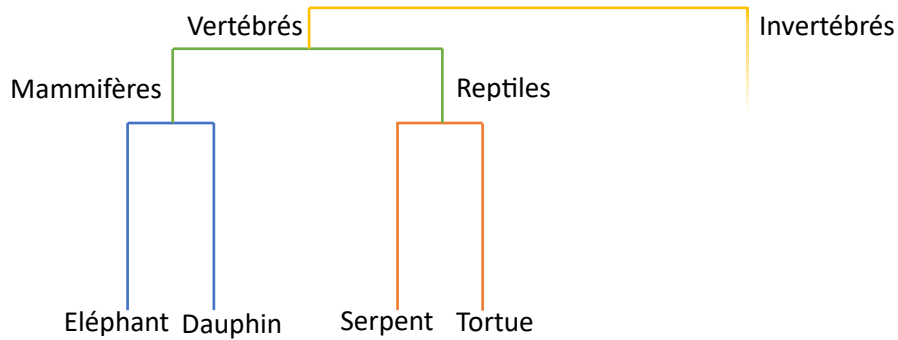 Vertébrés
Invertébrés
Mammifères
Reptiles
Eléphant
Dauphin
Serpent
Tortue